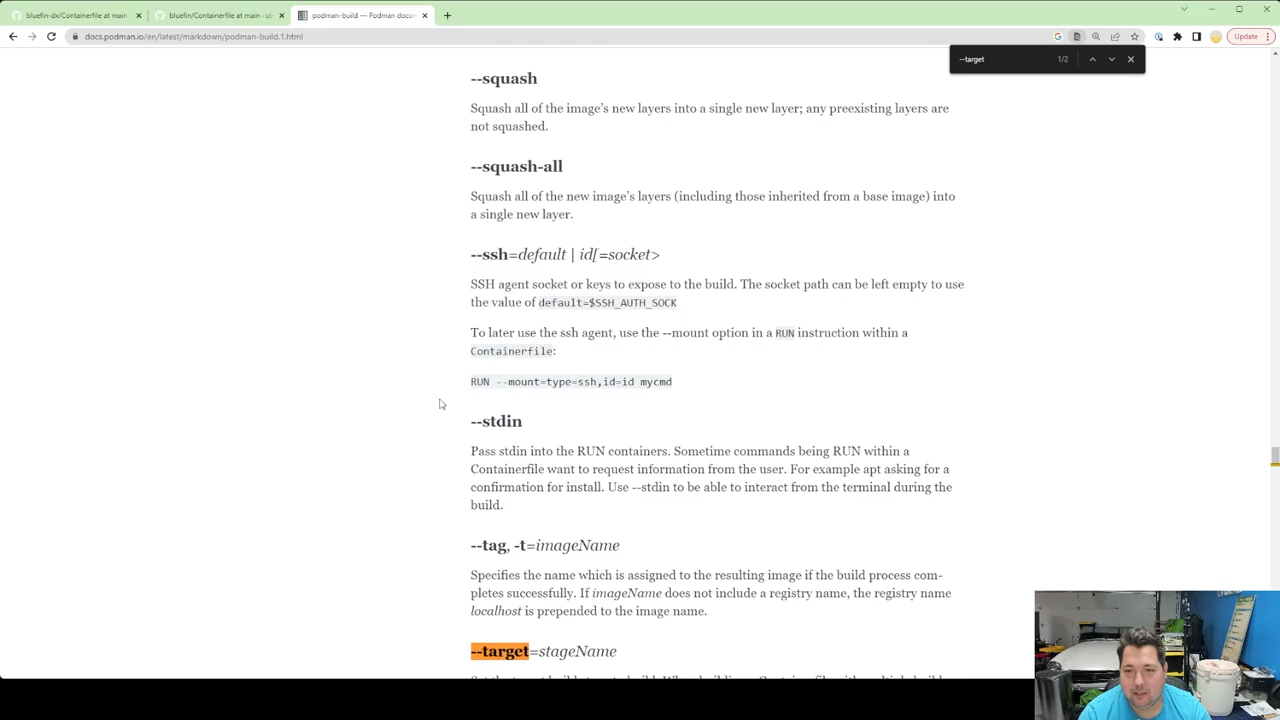 bluefin-dx/Containerfile at main
bluefin/Containerfile at main · ub
podman-build — Podman docum
docs.podman.io/en/latest/markdown/podman-build.1.html
Update
--target
1/2
--squash
Squash all of the image's new layers into a single new layer; any preexisting layers are
not squashed.
--squash-all
Squash all of the new image's layers (including those inherited from a base image) into
a single new layer.
--ssh=default | id[=socket>
SSH agent socket or keys to expose to the build. The socket path can be left empty to use
the value of default=$SSH_AUTH_SOCK
To later use the ssh agent, use the --mount option in a RUN instruction within a
Containerfile:
RUN --mount=type=ssh,id=id mycmd
--stdin
Pass stdin into the RUN containers. Sometime commands being RUN within a
Containerfile want to request information from the user. For example apt asking for a
confirmation for install. Use --stdin to be able to interact from the terminal during the
build.
--tag, -t=imageName
Specifies the name which is assigned to the resulting image if the build process com-
pletes successfully. If imageName does not include a registry name, the registry name
localhost is prepended to the image name.
--target=stageName